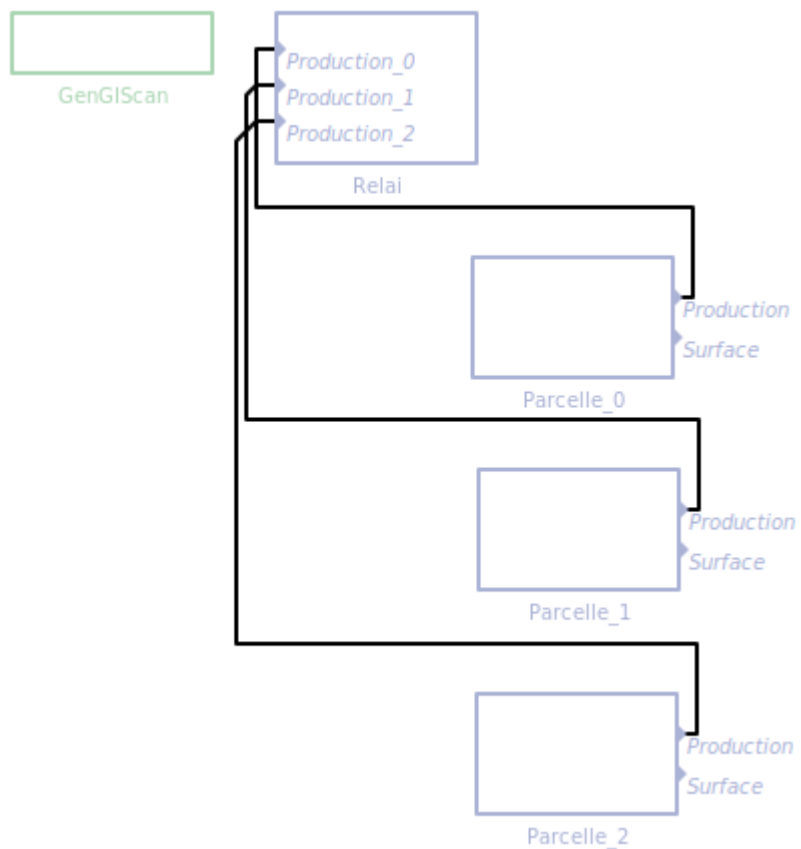 GenGIScan
Production_0
Production_1
Production_2
Relai
Production
Surface
Parcelle_0
Production
Surface
Parcelle_1
Production
Surface
Parcelle_2